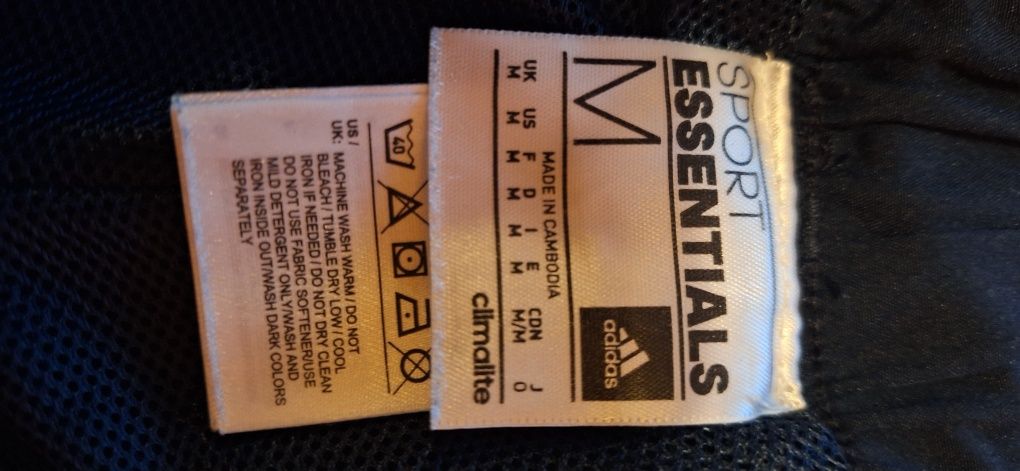 SPORT
ESSENTIALS
M
adidas
MADE IN CAMBODIA
UK US F D I E CDN J
M M M M M M M/M O
climalite
40
US /
UK: MACHINE WASH WARM / DO NOT
BLEACH / TUMBLE DRY LOW / COOL
IRON IF NEEDED / DO NOT DRY CLEAN
DO NOT USE FABRIC SOFTENER/USE
MILD DETERGENT ONLY/WASH AND
IRON INSIDE OUT/WASH DARK COLORS
SEPARATELY